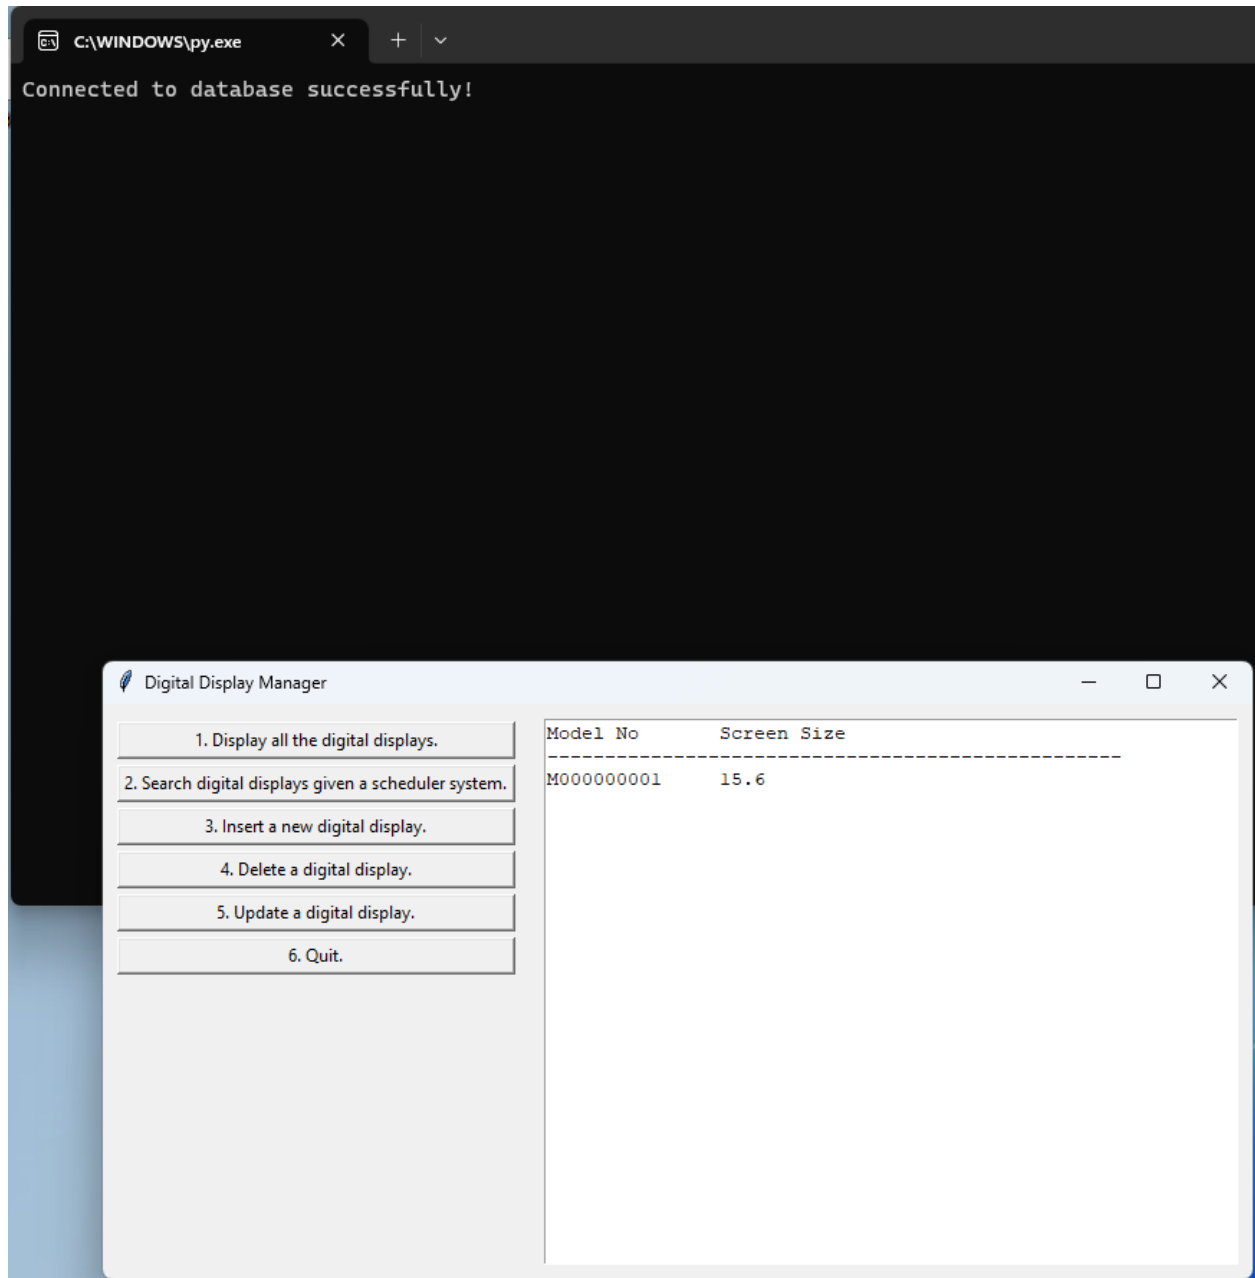 C:\WINDOWS\py.exe
Connected to database successfully!
Digital Display Manager
1. Display all the digital displays.
2. Search digital displays given a scheduler system.
3. Insert a new digital display.
4. Delete a digital display.
5. Update a digital display.
6. Quit.
Model No Screen Size
--------------------------------------------------
M000000001 15.6